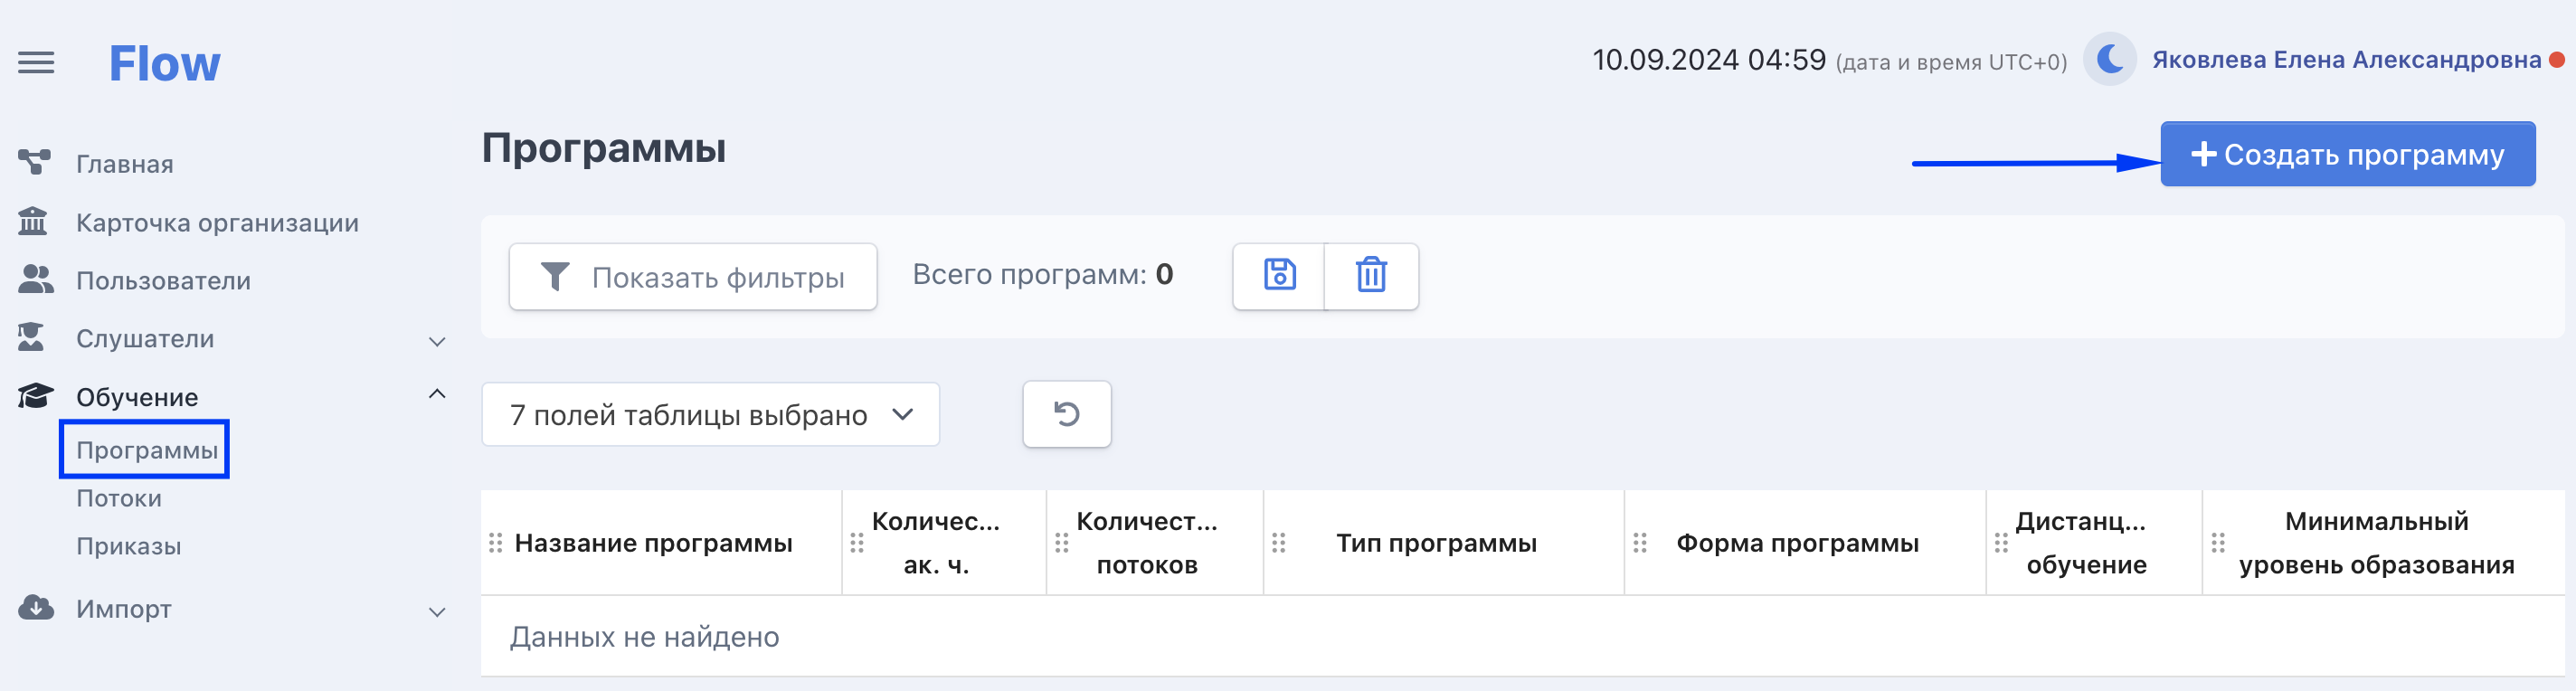 Flow
10.09.2024 04:59 (дата и время UTC+0)
Яковлева Елена Александровна
Главная
Карточка организации
Пользователи
Слушатели
Обучение
Программы
Потоки
Приказы
Импорт
Программы
Создать программу
Показать фильтры
Всего программ: 0
7 полей таблицы выбрано
Название программы
Количес...
ак. ч.
Количест...
потоков
Тип программы
Форма программы
Дистанц...
обучение
Минимальный
уровень образования
Данных не найдено